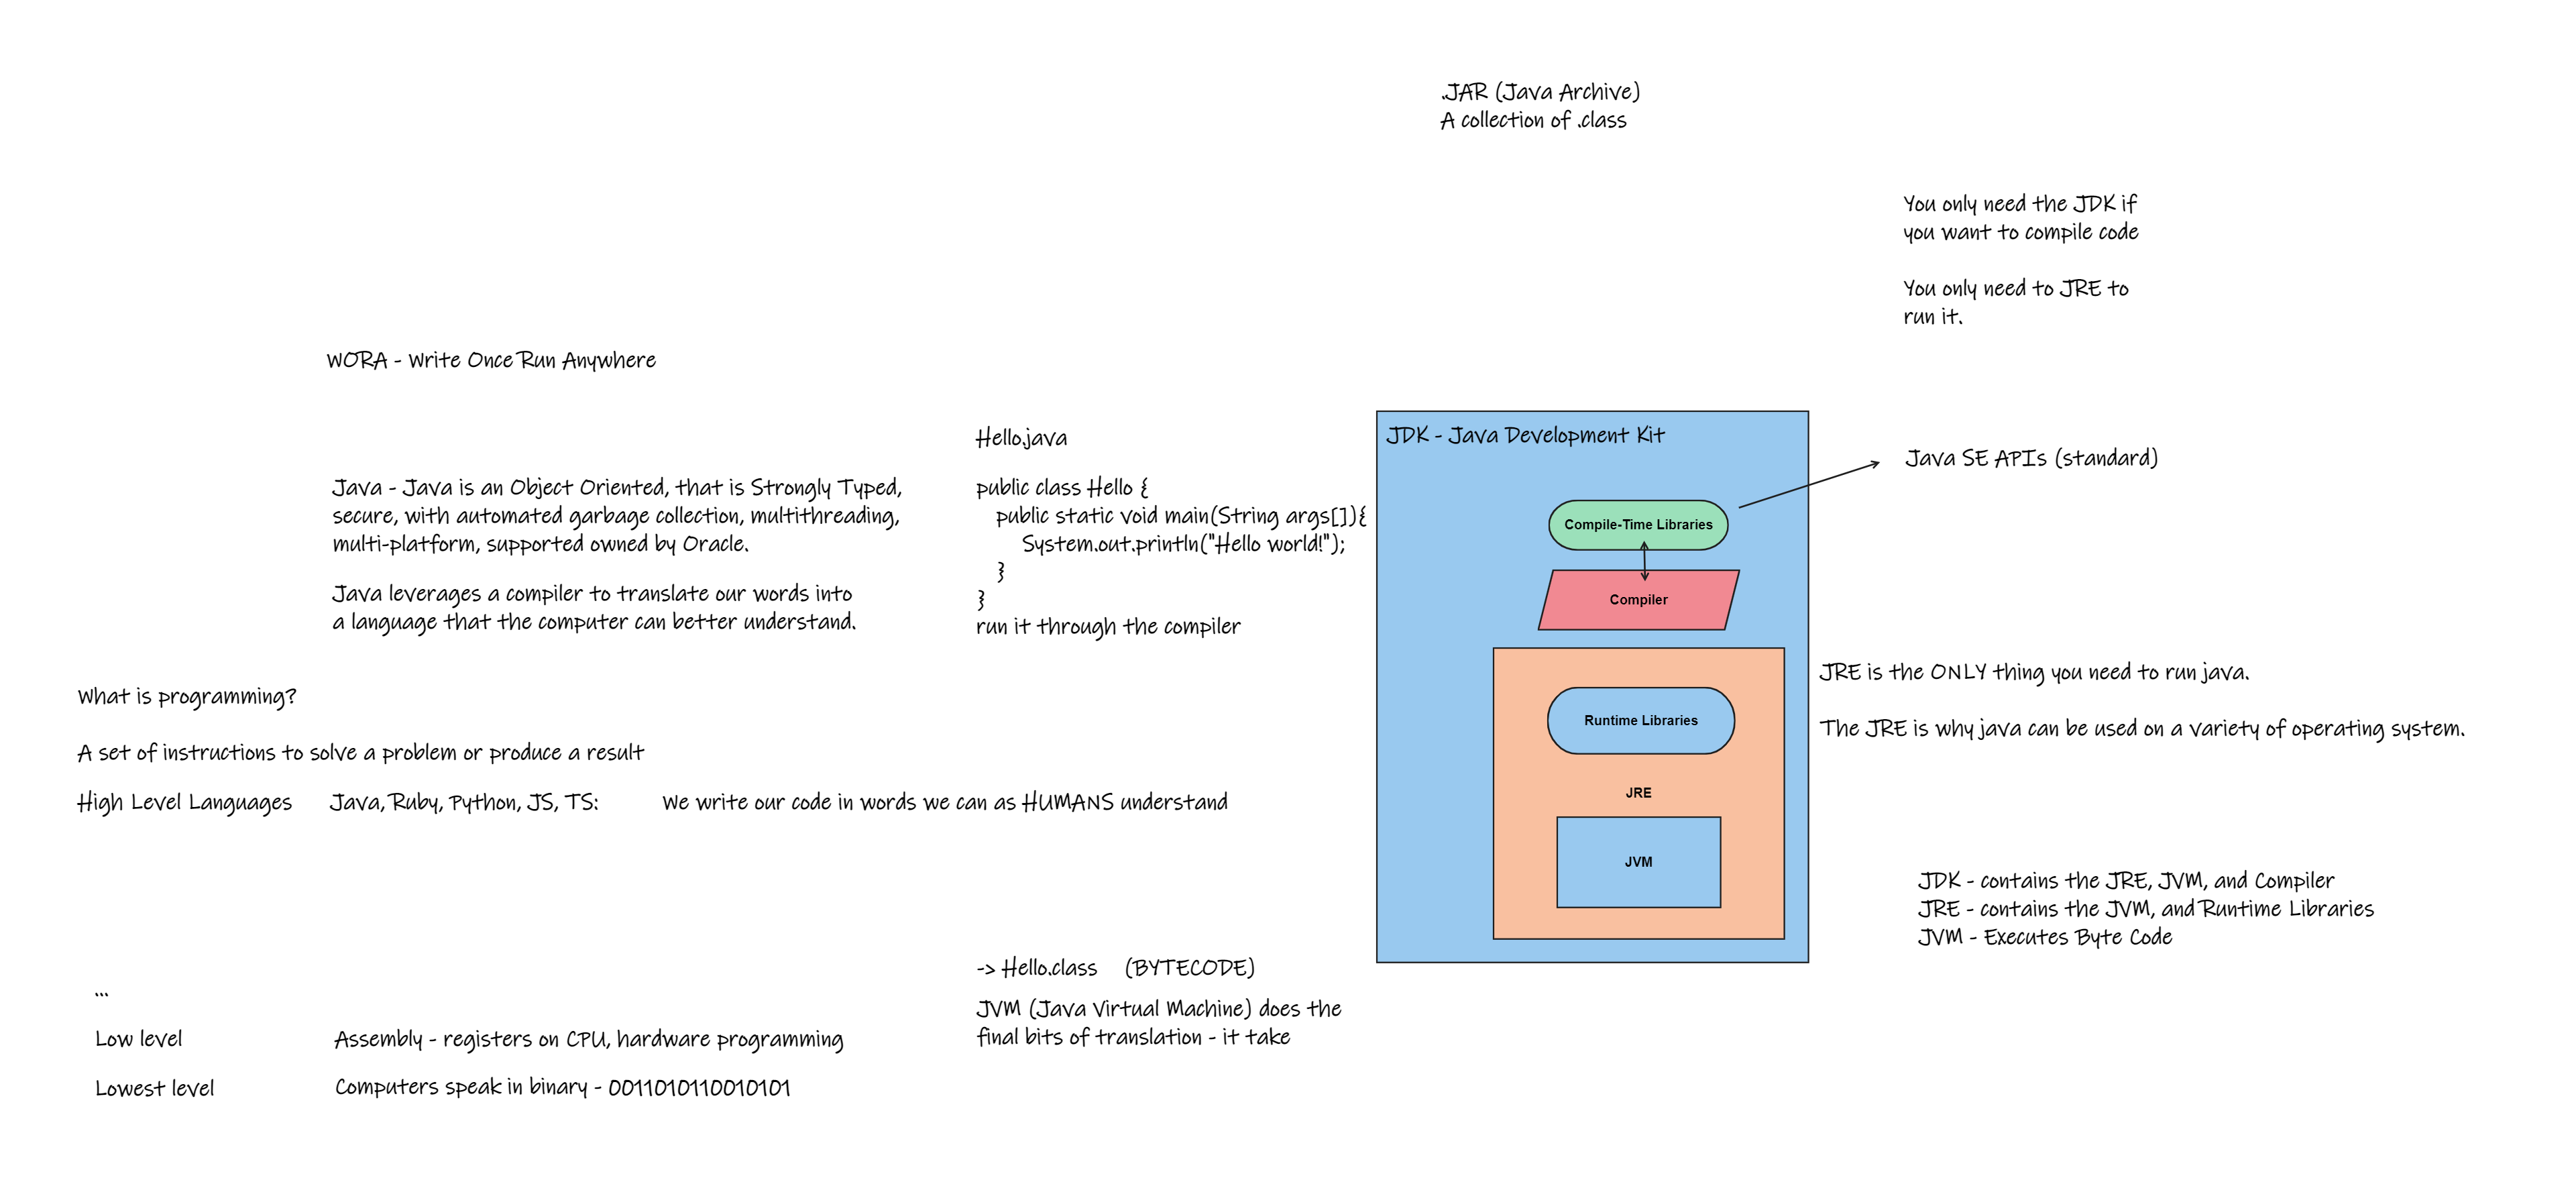 .JAR (Java Archive)
A collection of .class
You only need the JDK if
you want to compile code
You only need to JRE to
run it.
WORA - Write Once Run Anywhere
Java - Java is an Object Oriented, that is Strongly Typed,
secure, with automated garbage collection, multithreading,
multi-platform, supported owned by Oracle.
Java leverages a compiler to translate our words into
a language that the computer can better understand.
Hello.java
public class Hello {
public static void main(String args[]){
System.out.println("Hello world!");
}
}
run it through the compiler
JDK - Java Development Kit
Compile-Time Libraries
Compiler
Runtime Libraries
JRE
JVM
Java SE APIs (standard)
JRE is the ONLY thing you need to run java.
The JRE is why java can be used on a variety of operating system.
What is programming?
A set of instructions to solve a problem or produce a result
High Level Languages
Java, Ruby, Python, JS, TS:
We write our code in words we can as HUMANS understand
JDK - contains the JRE, JVM, and Compiler
JRE - contains the JVM, and Runtime Libraries
JVM - Executes Byte Code
-> Hello.class (BYTECODE)
JVM (Java Virtual Machine) does the
final bits of translation - it take
...
Low level
Assembly - registers on CPU, hardware programming
Lowest level
Computers speak in binary - 0011010110010101